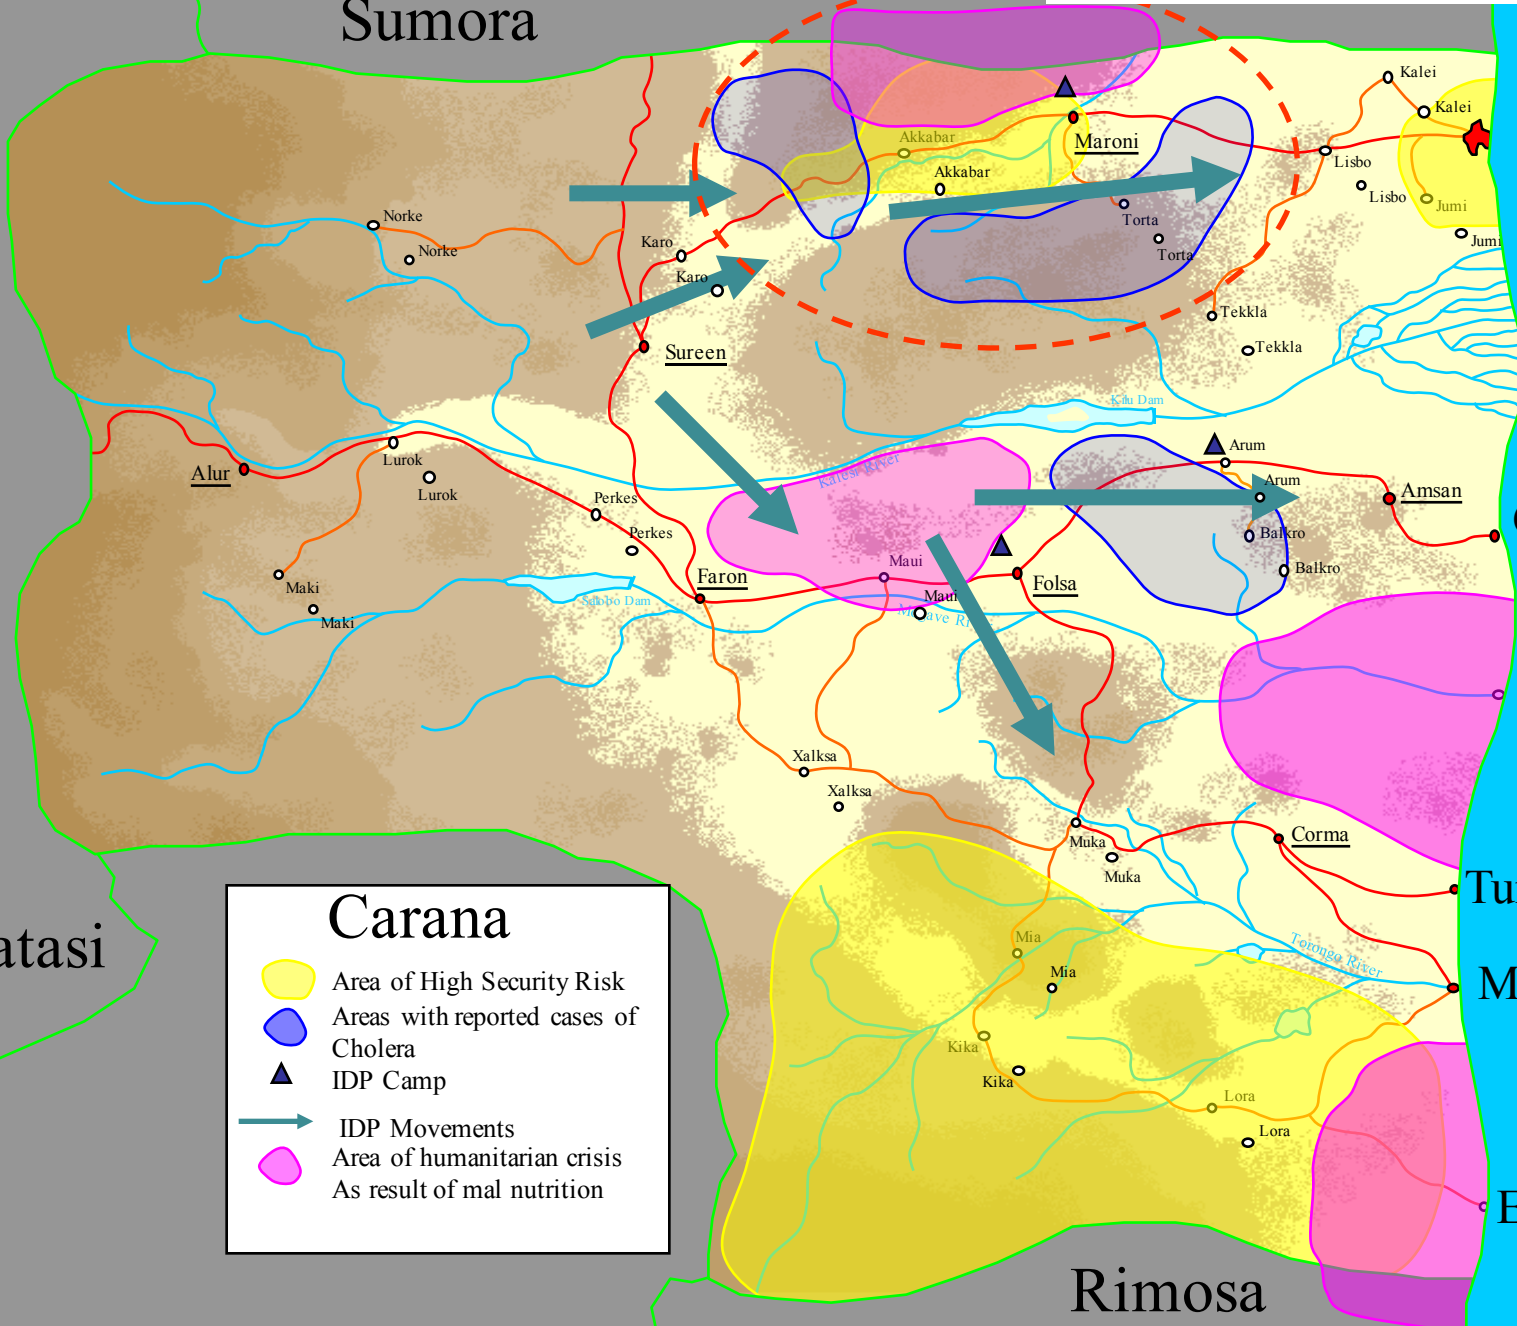 Sumora
Kalei
Kalei
Akkabar
Maroni
Akkabar
Lisbo
Lisbo
Jumi
Norke
Torta
Jumi
Norke
Karo
Torta
Karo
Tekkla
Sureen
Tekkla
Kilu Dam
Arum
Lurok
Alur
Kalesi River
Arum
Amsan
Lurok
Perkes
Perkes
Balkro
Maui
Balkro
Faron
Folsa
Maki
Maui
Salobo Dam
Maki
Xalksa
Xalksa
Muka
Corma
Muka
Tu
Carana
atasi
Mia
Torongo River
Mia
Area of High Security Risk
M
Areas with reported cases of
Cholera
Kika
IDP Camp
Kika
Lora
IDP Movements
Lora
Area of humanitarian crisis
As result of mal nutrition
E
Rimosa